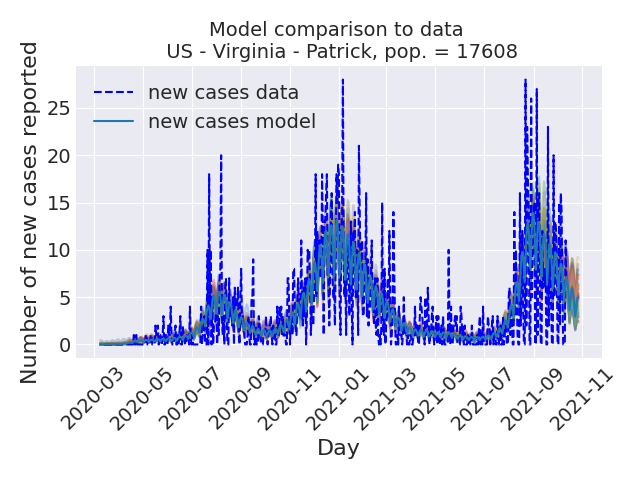 Model comparison to data
US - Virginia - Patrick, pop. = 17608
new cases data
new cases model
Number of new cases reported
25
20
15
10
5
0
2020-03
2020-05
2020-07
2020-09
2020-11
2021-01
2021-03
2021-05
2021-07
2021-09
2021-11
Day